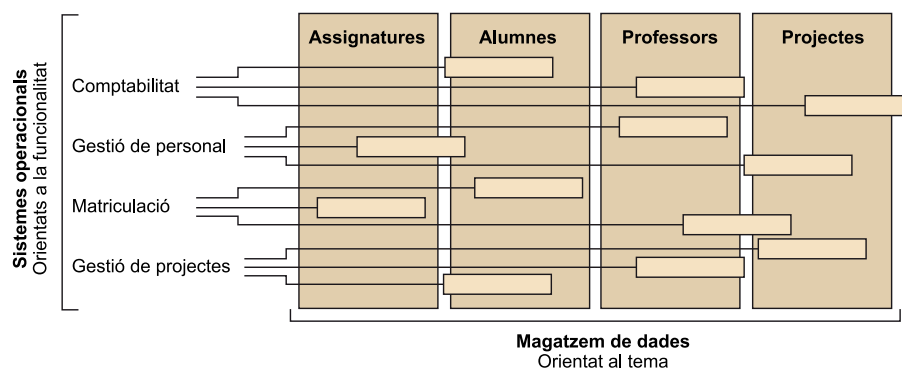 Sistemes operacionals
Orientats a la funcionalitat
Assignatures
Alumnes
Professors
Projectes
Comptabilitat
Gestió de personal
Matriculació
Gestió de projectes
Magatzem de dades
Orientat al tema